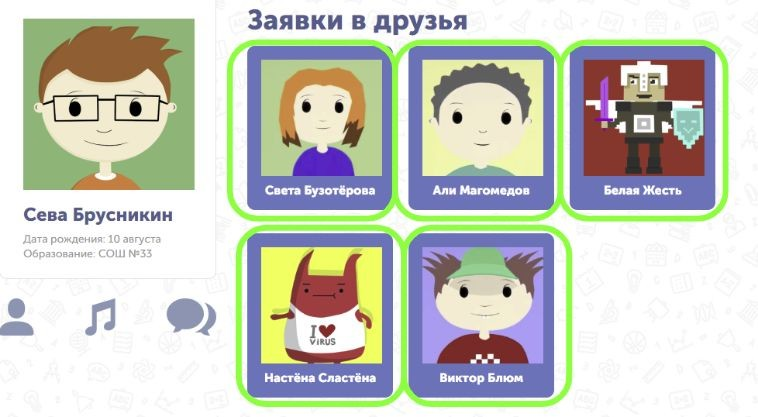 Заявки в друзья
Сева Брусникин
Дата рождения: 10 августа
Образование: СОШ №33
Света Бузотёрова
Али Магомедов
Белая Жесть
I ❤
VIRUS
Настёна Сластёна
Виктор Блюм